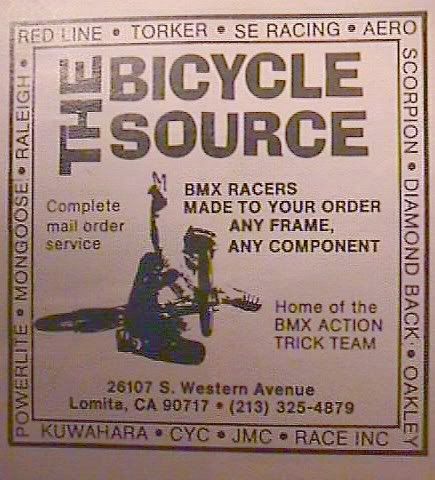 RED LINE • TORKER • SE RACING • AERO
SCORPION • DIAMOND BACK • OAKLEY
POWERLITE • MONGOOSE • RALEIGH •
THE
BICYCLE
SOURCE
Complete
mail order
service
BMX RACERS
MADE TO YOUR ORDER
ANY FRAME,
ANY COMPONENT
Home of the
BMX ACTION
TRICK TEAM
26107 S. Western Avenue
Lomita, CA 90717 • (213) 325-4879
KUWAHARA • CYC • JMC • RACE INC